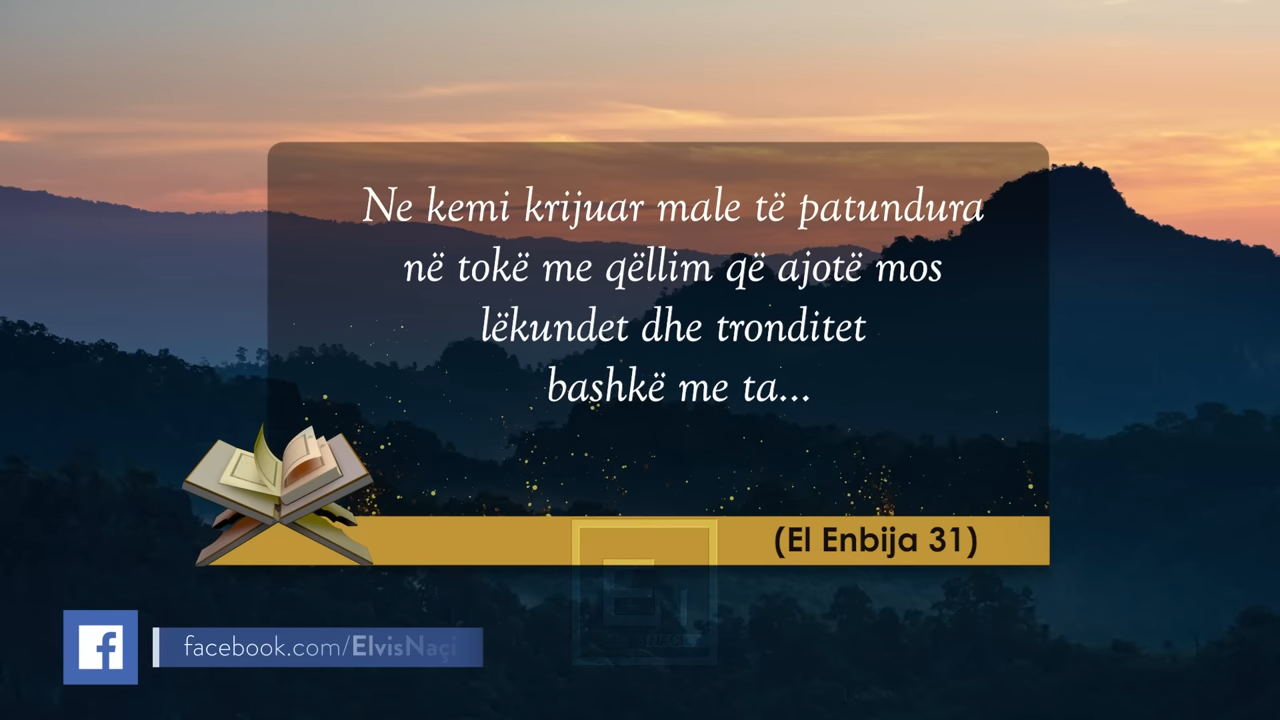 Ne kemi krijuar male të patundura
në tokë me qëllim që ajotë mos
lëkundet dhe tronditet
bashkë me ta...
(El Enbija 31)
facebook.com/ElvisNaçi